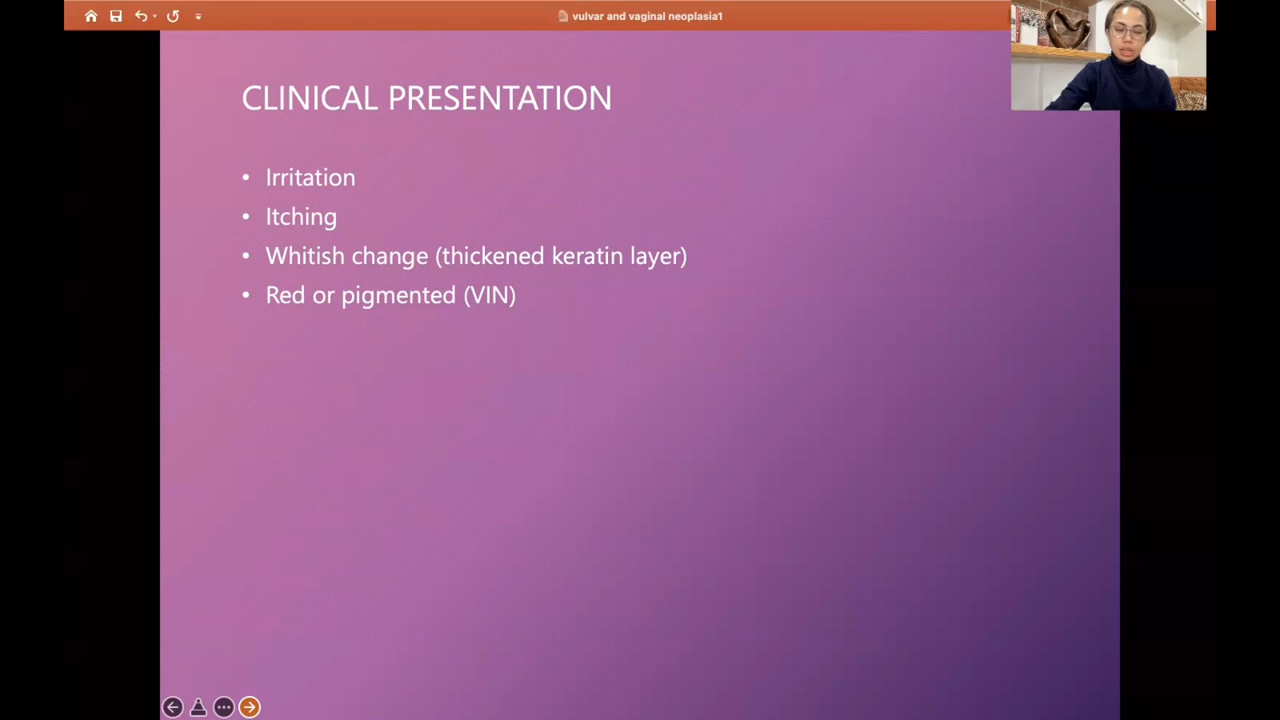 vulvar and vaginal neoplasia1
CLINICAL PRESENTATION
• Irritation
• Itching
• Whitish change (thickened keratin layer)
• Red or pigmented (VIN)